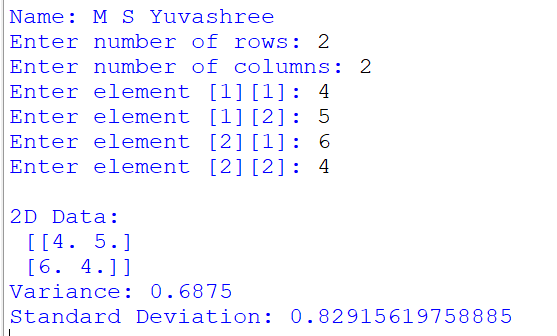 Name: M S Yuvashree
Enter number of rows: 2
Enter number of columns: 2
Enter element [1][1]: 4
Enter element [1][2]: 5
Enter element [2][1]: 6
Enter element [2][2]: 4
2D Data:
[[4. 5.]
[6. 4.]]
Variance: 0.6875
Standard Deviation: 0.82915619758885